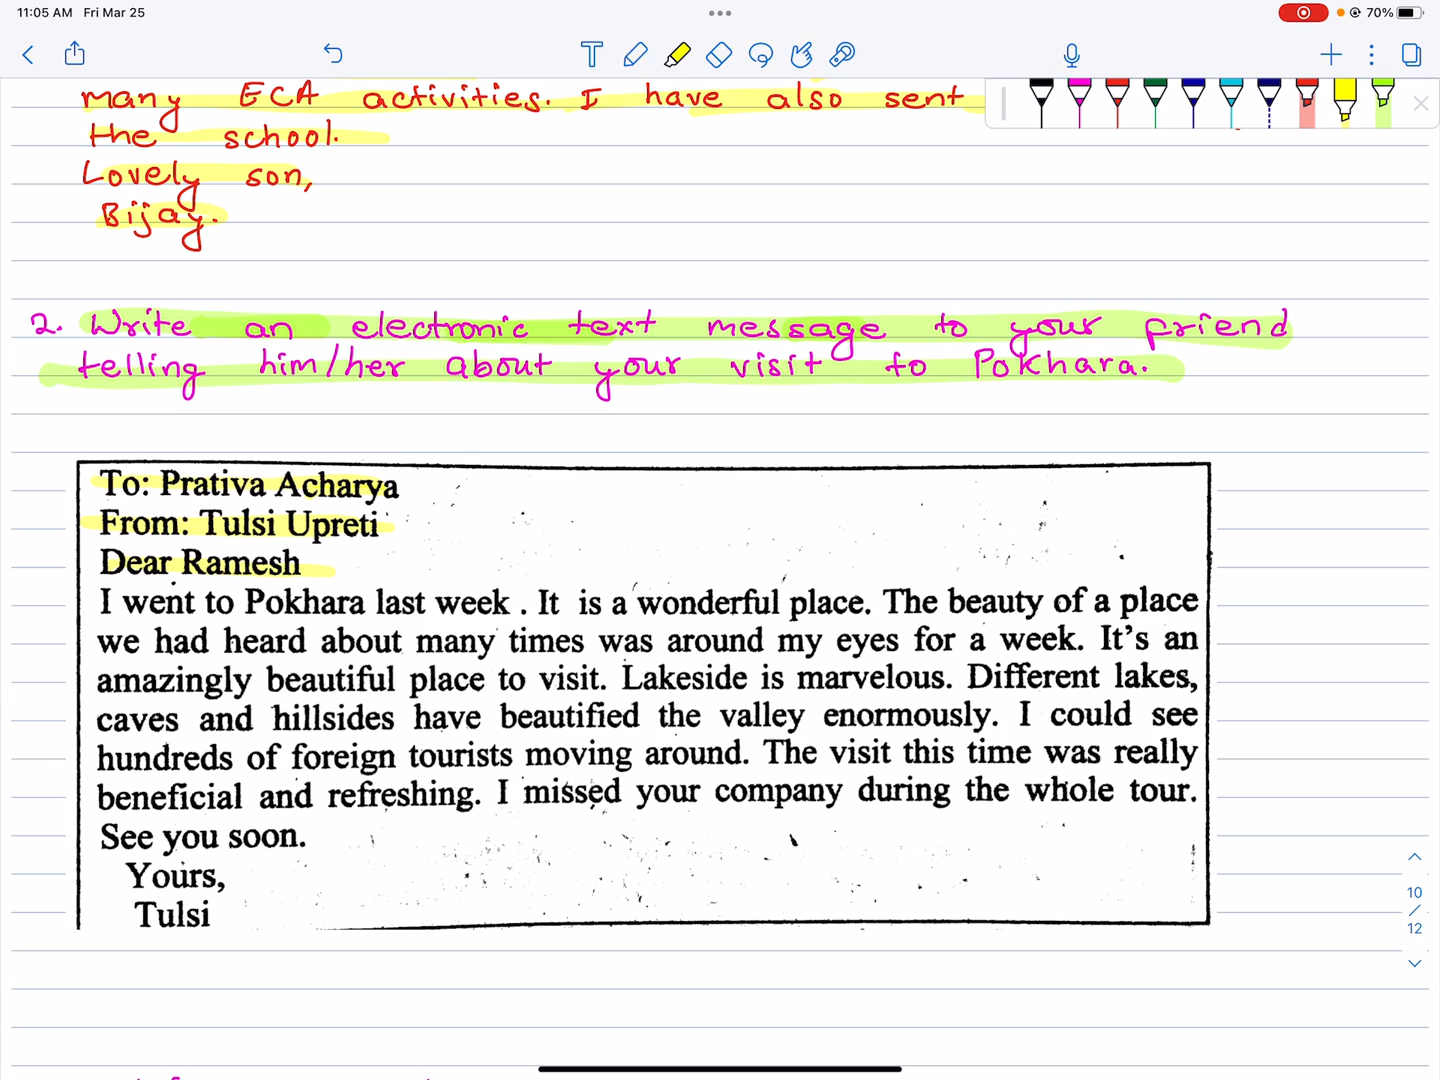 11:05 AM Fri Mar 25
70%
many ECA activities. I have also sent
the school.
Lovely son,
Bijay.
2. Write an electronic text message to your friend
telling him/her about your visit to Pokhara.
To: Prativa Acharya
From: Tulsi Upreti
Dear Ramesh
I went to Pokhara last week . It is a wonderful place. The beauty of a place
we had heard about many times was around my eyes for a week. It's an
amazingly beautiful place to visit. Lakeside is marvelous. Different lakes,
caves and hillsides have beautified the valley enormously. I could see
hundreds of foreign tourists moving around. The visit this time was really
beneficial and refreshing. I missed your company during the whole tour.
See you soon.
Yours,
Tulsi
10
/
12